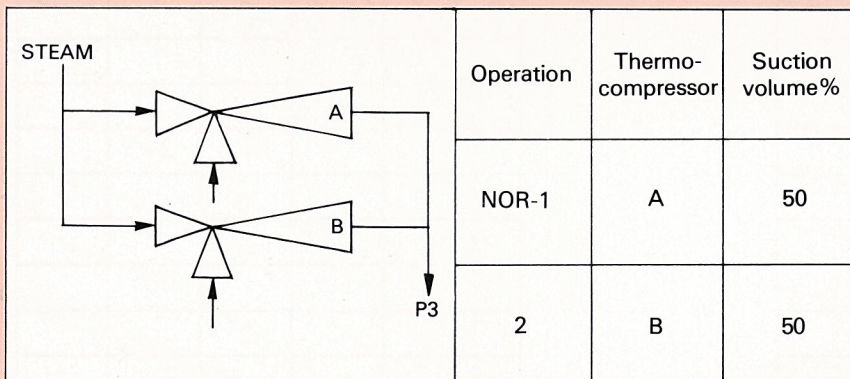 STEAM
A
B
P3
Operation
Thermo-
compressor
Suction
volume%
NOR-1
A
50
2
B
50